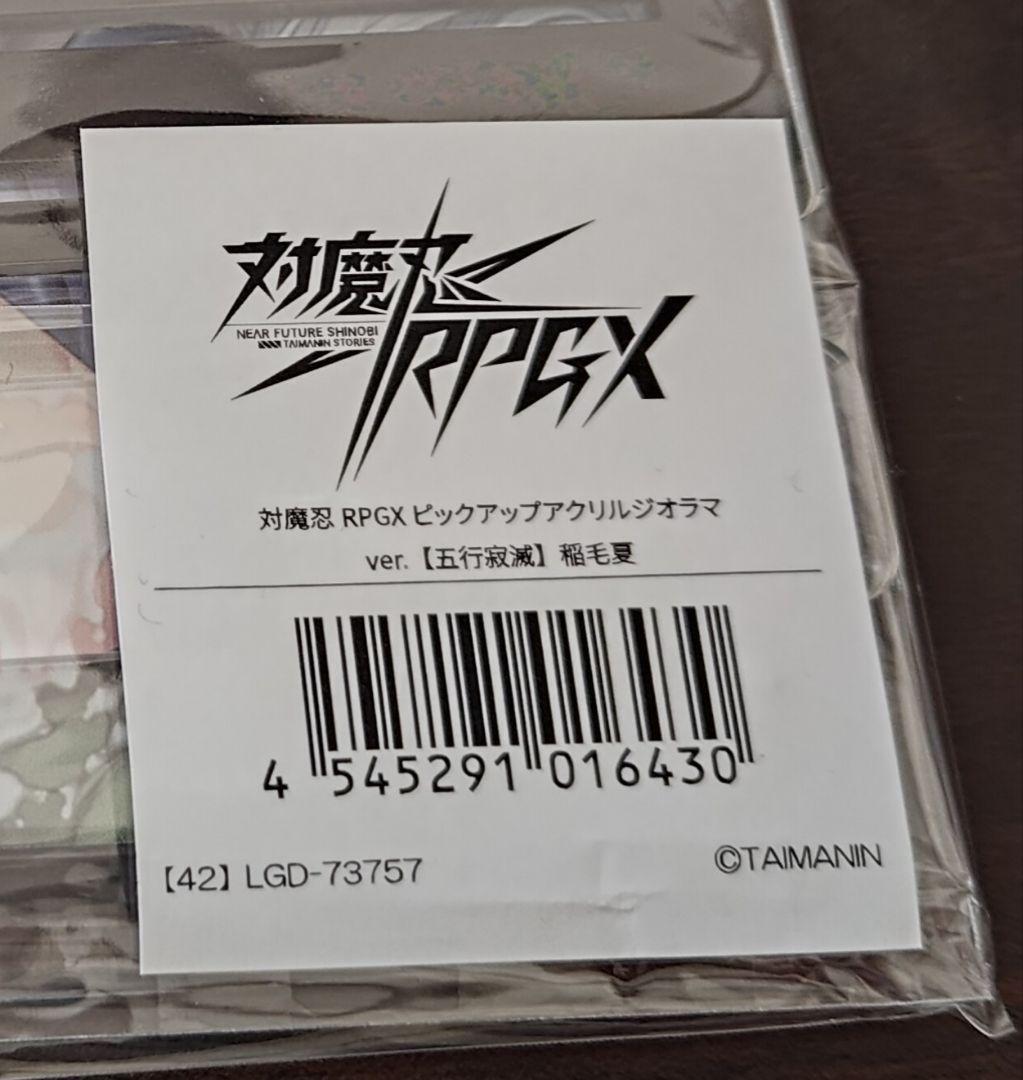 対魔忍
NEAR FUTURE SHINOBI
TAIMANIN STORIES
RPGX
対魔忍 RPGX ピックアップアクリルジオラマ
ver.【五行寂滅】稲毛夏
4 545291 016430
【42】LGD-73757
©TAIMANIN